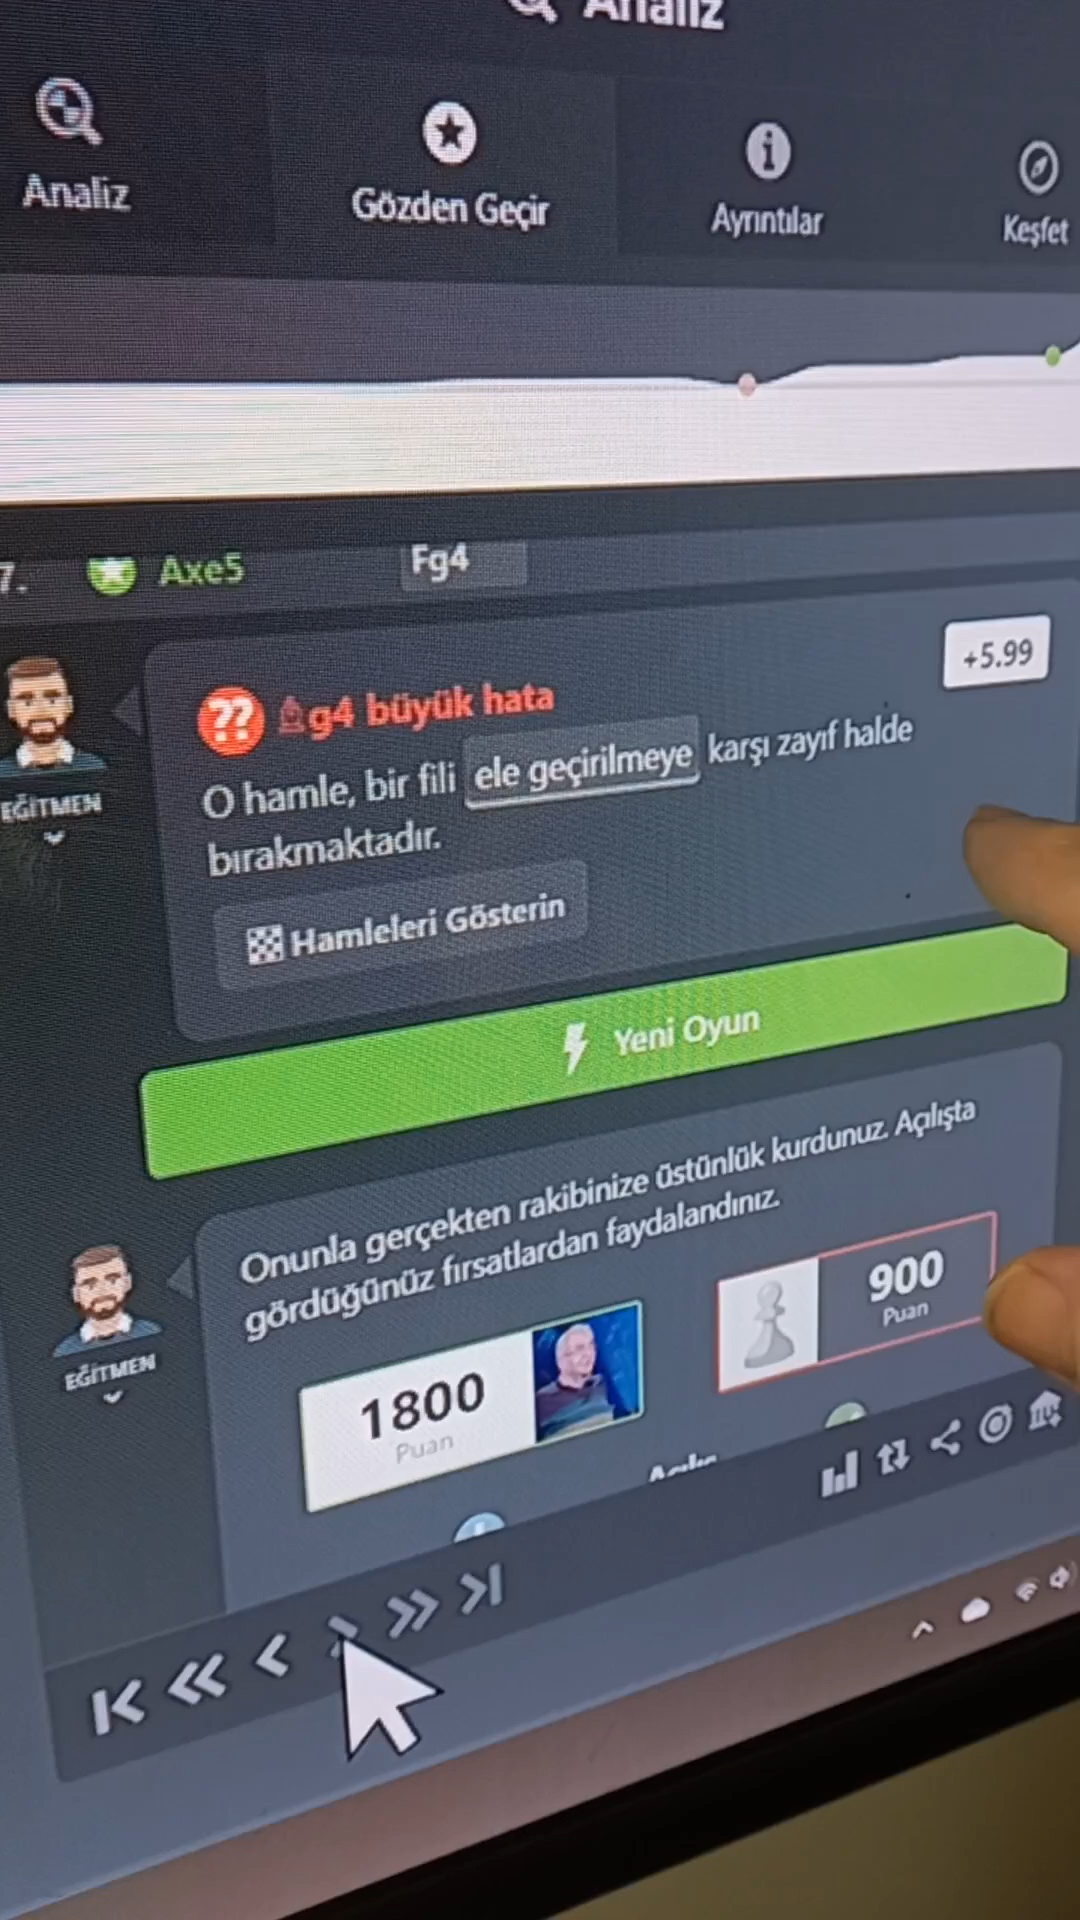 Analiz
Analiz
Gözden Geçir
Ayrıntılar
Keşfet
7. Axe5 Fg4
+5.99
?? g4 büyük hata
O hamle, bir fili ele geçirilmeye karşı zayıf halde
bırakmaktadır.
EĞİTMEN
Hamleleri Gösterin
Yeni Oyun
Onunla gerçekten rakibinize üstünlük kurdunuz. Açılışta
gördüğünüz fırsatlardan faydalandınız.
EĞİTMEN
1800
Puan
900
Puan